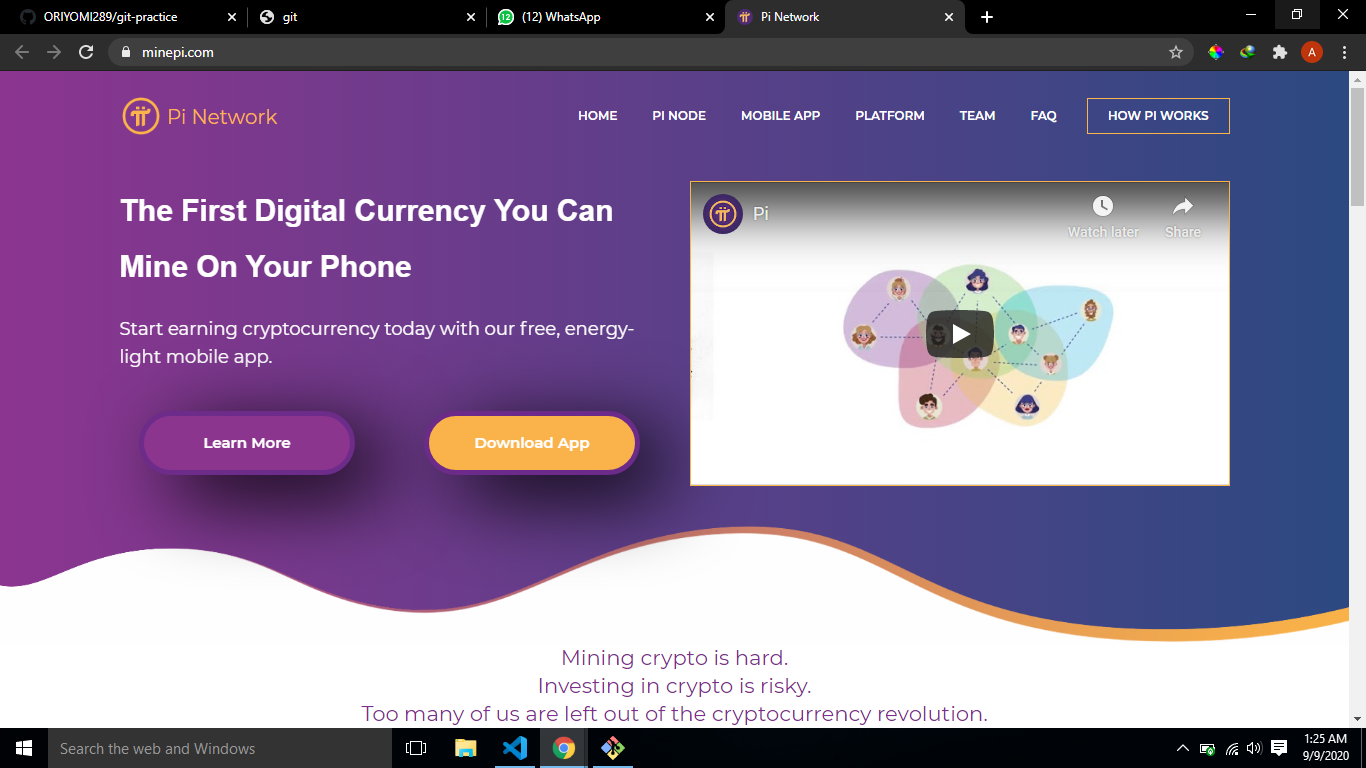 ORIYOMI289/git-practice
git
(12) WhatsApp
Pi Network
minepi.com
A
Pi Network
HOME
PI NODE
MOBILE APP
PLATFORM
TEAM
FAQ
HOW PI WORKS
The First Digital Currency You Can
Mine On Your Phone
Start earning cryptocurrency today with our free, energy-
light mobile app.
Learn More
Download App
Pi
Watch later
Share
Mining crypto is hard.
Investing in crypto is risky.
Too many of us are left out of the cryptocurrency revolution.
Search the web and Windows
1:25 AM
9/9/2020